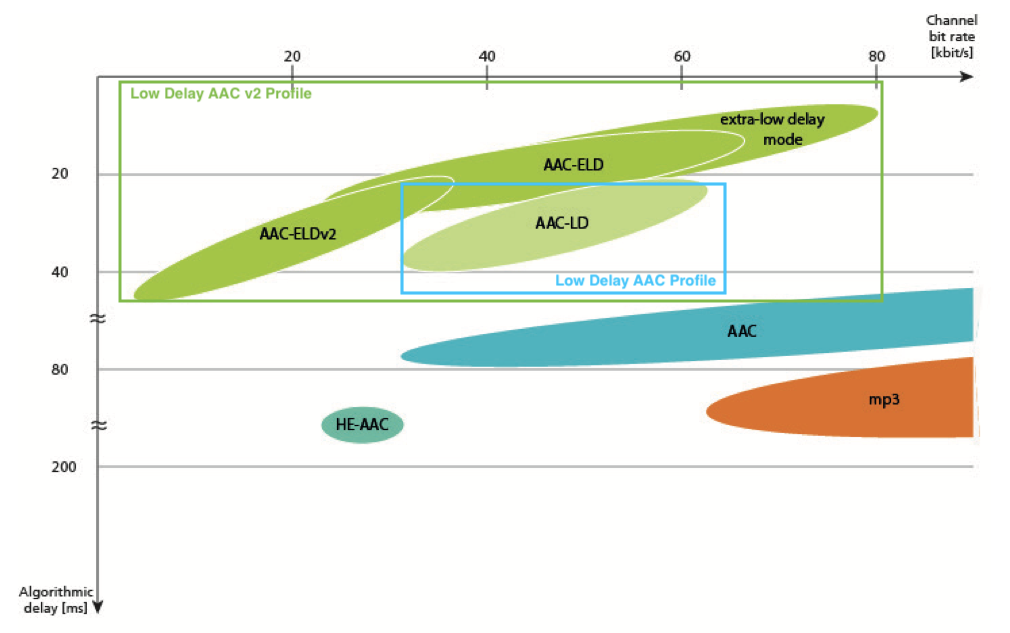 Channel
bit rate
[kbit/s]
20
40
60
80
Low Delay AAC v2 Profile
extra-low delay
mode
AAC-ELD
20
AAC-LD
AAC-ELDv2
40
Low Delay AAC Profile
≈
AAC
80
mp3
HE-AAC
≈
200
Algorithmic
delay [ms]